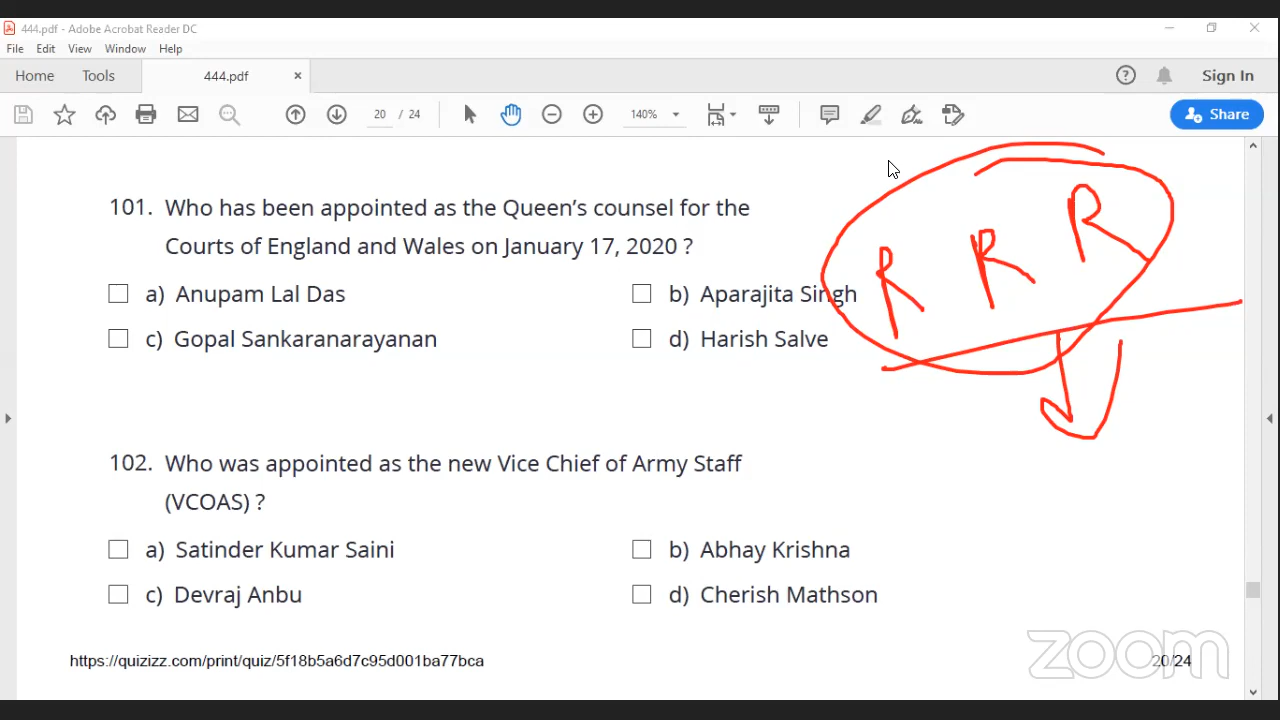 444.pdf - Adobe Acrobat Reader DC
File Edit View Window Help
Home Tools 444.pdf × ? Sign In
20 / 24 140% Share
101. Who has been appointed as the Queen's counsel for the
Courts of England and Wales on January 17, 2020 ?
a) Anupam Lal Das b) Aparajita Singh
c) Gopal Sankaranarayanan d) Harish Salve
R R R
102. Who was appointed as the new Vice Chief of Army Staff
(VCOAS) ?
a) Satinder Kumar Saini b) Abhay Krishna
c) Devraj Anbu d) Cherish Mathson
https://quizizz.com/print/quiz/5f18b5a6d7c95d001ba77bca 20/24
zoom